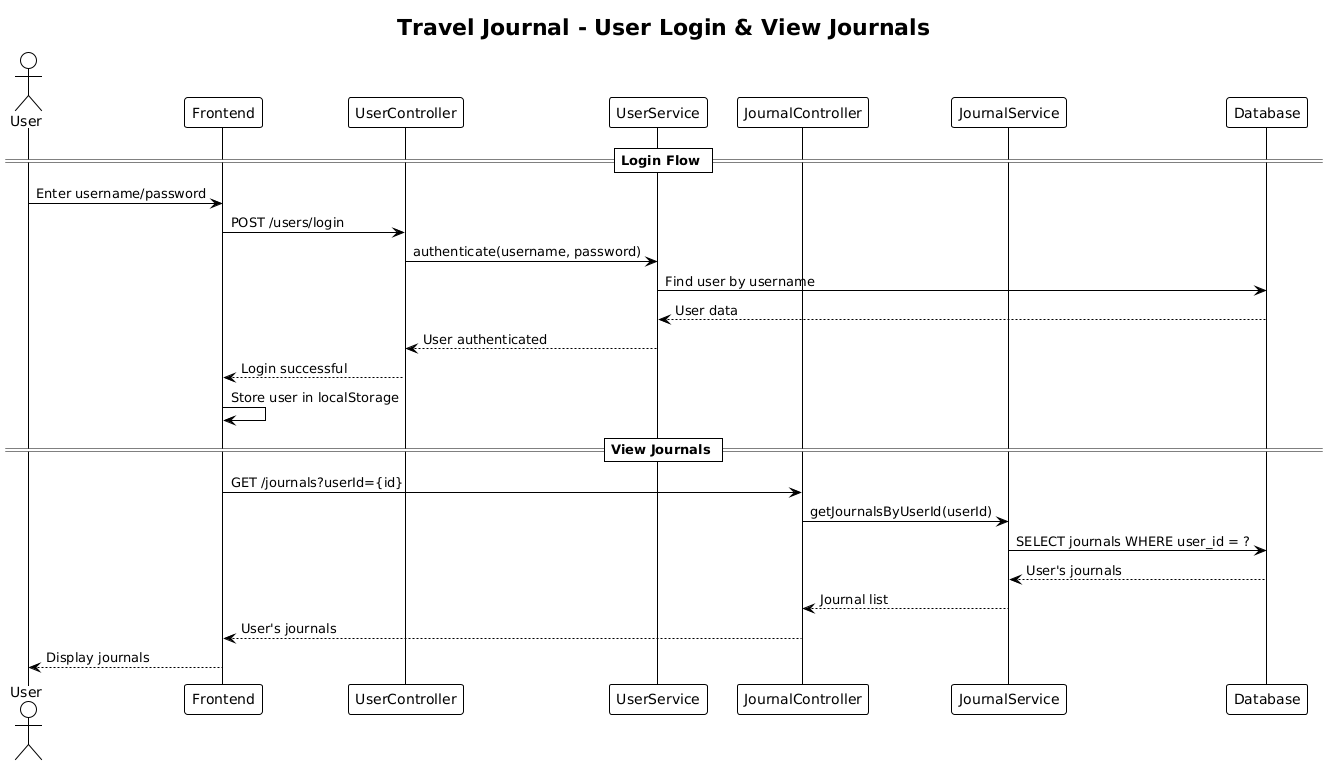 Travel Journal - User Login & View Journals
User
Frontend
UserController
UserService
JournalController
JournalService
Database
Login Flow
Enter username/password
POST /users/login
authenticate(username, password)
Find user by username
User data
User authenticated
Login successful
Store user in localStorage
View Journals
GET /journals?userId={id}
getJournalsByUserId(userId)
SELECT journals WHERE user_id = ?
User's journals
Journal list
User's journals
Display journals
User
Frontend
UserController
UserService
JournalController
JournalService
Database